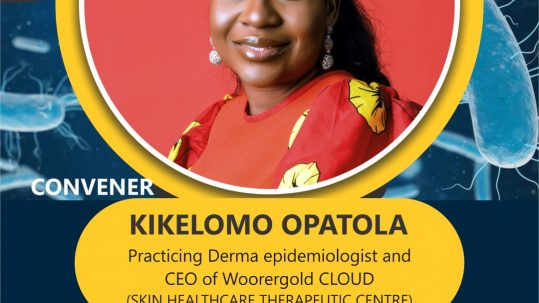 CONVENER
KIKELOMO OPATOLA
Practicing Derma epidemiologist and
CEO of Woorergold CLOUD
(SKIN HEALTHCARE THERAPEUTIC CENTRE)